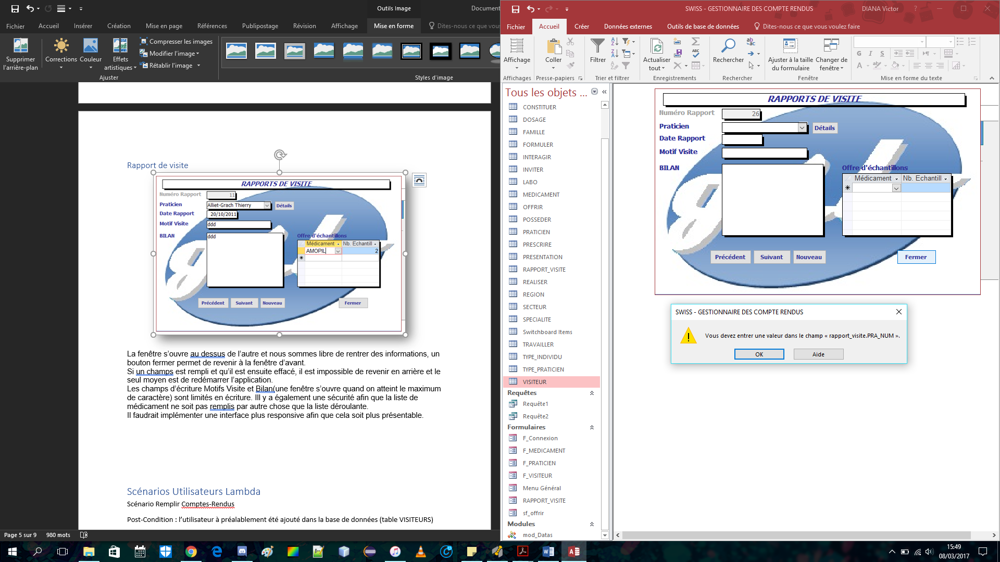 Outils Image
Document
Fichier
Accueil
Insérer
Création
Mise en page
Références
Publipostage
Révision
Affichage
Mise en forme
Dites-nous ce que vous
Supprimer
l'arrière-plan
Corrections
Couleur
Effets
artistiques
Compresser les images
Modifier l'image
Rétablir l'image
Ajuster
Styles d'image
Rapport de visite
RAPPORTS DE VISITE
Numéro Rapport
11
Praticien
Alliet-Grach Thierry
Détails
Date Rapport
20/10/2011
Motif Visite
ddd
BILAN
ddd
Offre d'échantillons
Médicament
Nb. Echantill
AMOPIL
2
Précédent
Suivant
Nouveau
Fermer
La fenêtre s'ouvre au dessus de l'autre et nous sommes libre de rentrer des informations, un
bouton fermer permet de revenir à la fenêtre d'avant.
Si un champs est rempli et qu'il est ensuite effacé, il est impossible de revenir en arrière et le
seul moyen est de redémarrer l'application.
Les champs d'écriture Motifs Visite et Bilan(une fenêtre s'ouvre quand on atteint le maximum
de caractère) sont limités en écriture. Ill y a également une sécurité afin que la liste de
médicament ne soit pas remplis par autre chose que la liste déroulante.
Il faudrait implémenter une interface plus responsive afin que cela soit plus présentable.
Scénarios Utilisateurs Lambda
Scénario Remplir Comptes-Rendus
Post-Condition : l'utilisateur à préalablement été ajouté dans la base de données (table VISITEURS)
Page 5 sur 9
980 mots
SWISS - GESTIONNAIRE DES COMPTE RENDUS
DIANA Victor
Fichier
Accueil
Créer
Données externes
Outils de base de données
Dites-nous ce que vous voulez faire
Affichage
Affichages
Coller
Presse-papiers
Filtrer
Trier et filtrer
Actualiser
tout
Enregistrements
Rechercher
Rechercher
Ajuster à la taille
du formulaire
Changer de
fenêtre
Fenêtre
G I S
Mise en forme du texte
Tous les objets ...
CONSTITUER
DOSAGE
FAMILLE
FORMULER
INTERAGIR
INVITER
LABO
MEDICAMENT
OFFRIR
POSSEDER
PRATICIEN
PRESCRIRE
PRESENTATION
RAPPORT_VISITE
REALISER
REGION
SECTEUR
SPECIALITE
Switchboard Items
TRAVAILLER
TYPE_INDIVIDU
TYPE_PRATICIEN
VISITEUR
Requêtes
Requête1
Requête2
Formulaires
F_Connexion
F_MEDICAMENT
F_PRATICIEN
F_VISITEUR
Menu Général
RAPPORT_VISITE
sf_offrir
Modules
mod_Datas
RAPPORTS DE VISITE
Numéro Rapport
26
Praticien
Détails
Date Rapport
Motif Visite
BILAN
Offre d'échantillons
Médicament
Nb. Echantill
Précédent
Suivant
Nouveau
Fermer
SWISS - GESTIONNAIRE DES COMPTE RENDUS
Vous devez entrer une valeur dans le champ « rapport_visite.PRA_NUM ».
OK
Aide
15:49
08/03/2017